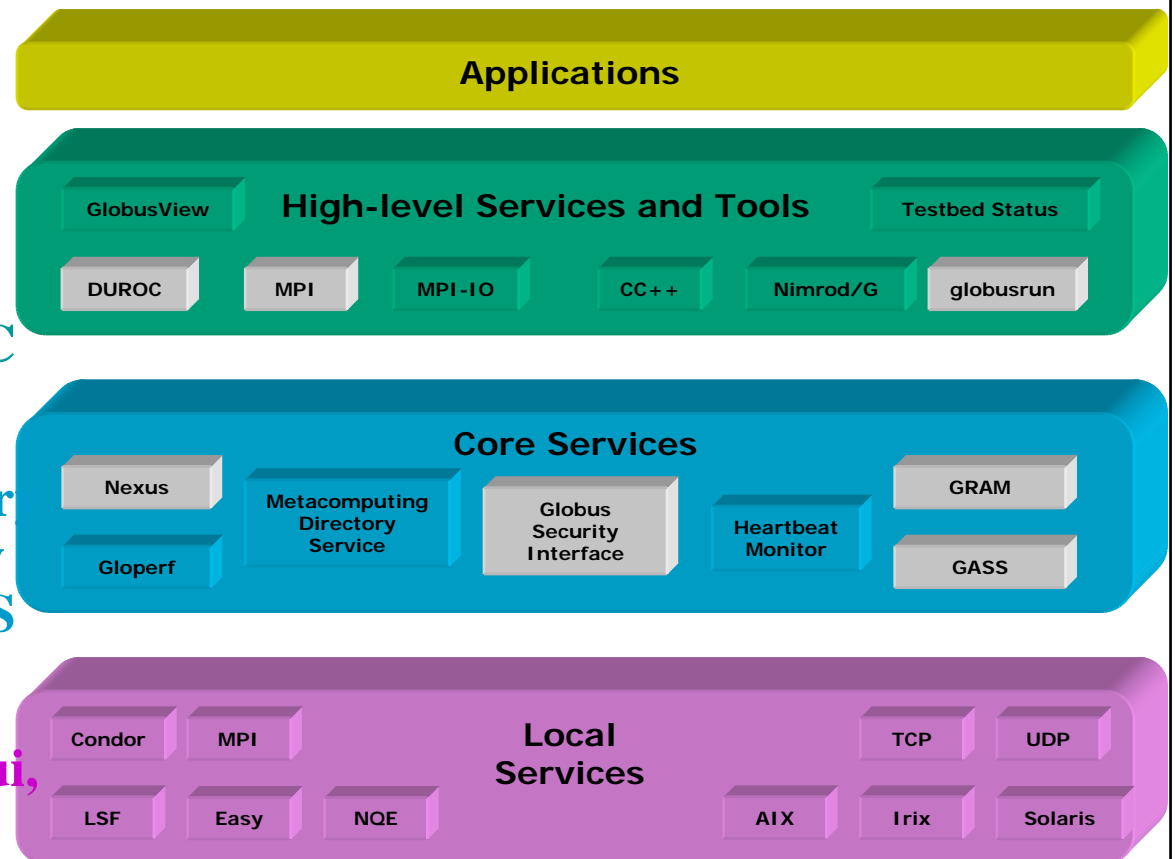 Applications
GlobusView
High-level Services and Tools
Testbed Status
DUROC
MPI
MPI-IO
CC++
Nimrod/G
globusrun
C
Core Services
Nexus
Metacomputing
Directory
Service
Globus
Security
Interface
Heartbeat
Monitor
GRAM
Gloperf
GASS
S
Local
Services
Condor
MPI
TCP
UDP
ui,
LSF
Easy
NQE
AIX
Irix
Solaris